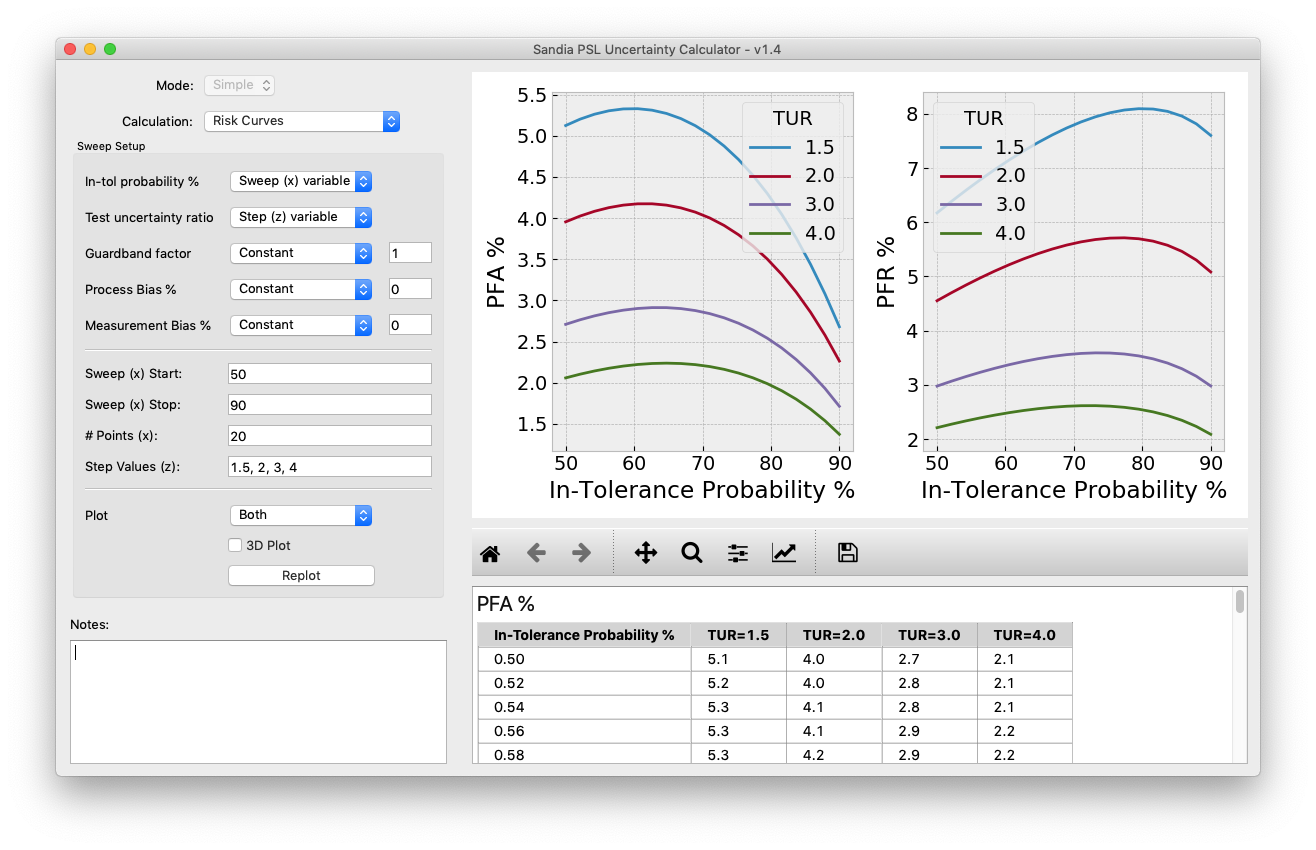 Sandia PSL Uncertainty Calculator - v1.4
Mode: Simple
Calculation: Risk Curves
Sweep Setup
In-tol probability % Sweep (x) variable
Test uncertainty ratio Step (z) variable
Guardband factor Constant 1
Process Bias % Constant 0
Measurement Bias % Constant 0
Sweep (x) Start: 50
Sweep (x) Stop: 90
# Points (x): 20
Step Values (z): 1.5, 2, 3, 4
Plot Both
3D Plot
Replot
Notes:
5.5
5.0
4.5
4.0
3.5
3.0
2.5
2.0
1.5
PFA %
TUR
1.5
2.0
3.0
4.0
50 60 70 80 90
In-Tolerance Probability %
8
7
6
5
4
3
2
PFR %
TUR
1.5
2.0
3.0
4.0
50 60 70 80 90
In-Tolerance Probability %
PFA %
In-Tolerance Probability % TUR=1.5 TUR=2.0 TUR=3.0 TUR=4.0
0.50 5.1 4.0 2.7 2.1
0.52 5.2 4.0 2.8 2.1
0.54 5.3 4.1 2.8 2.1
0.56 5.3 4.1 2.9 2.2
0.58 5.3 4.2 2.9 2.2